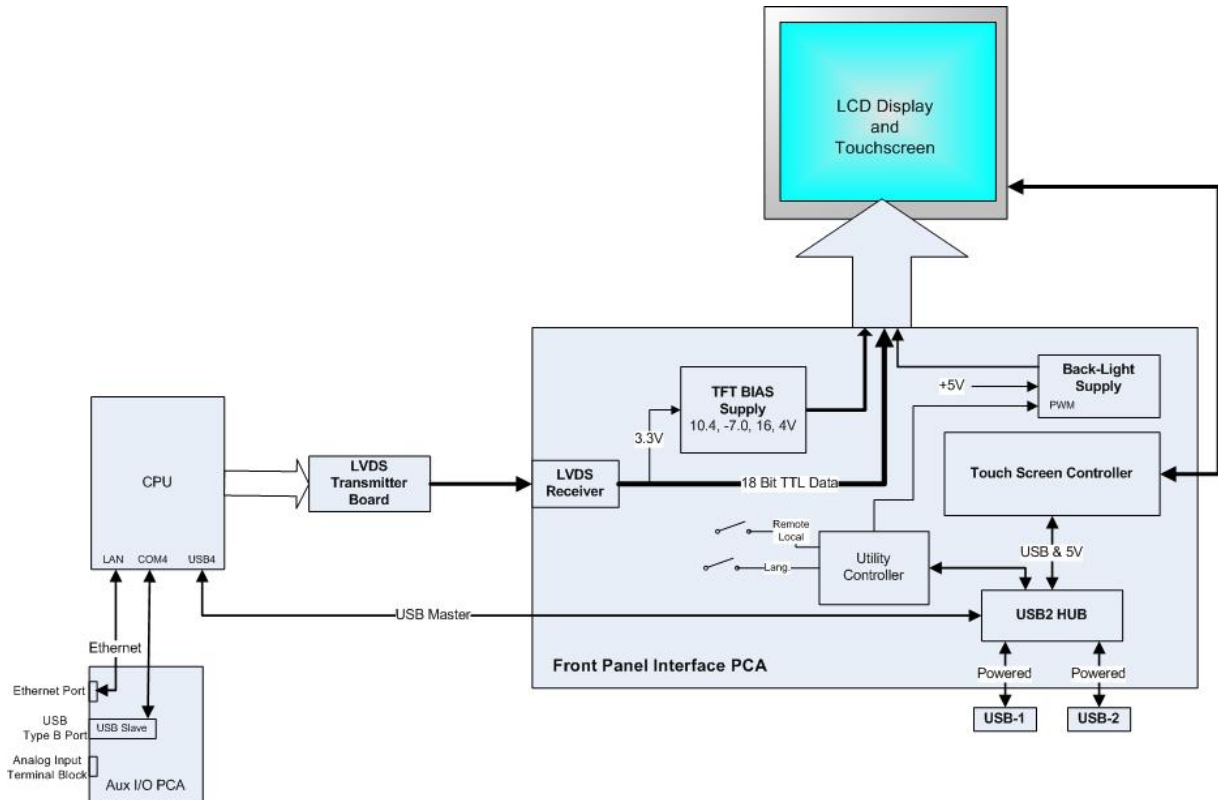 LCD Display
and
Touchscreen
TFT BIAS
Supply
10.4, -7.0, 16, 4V
Back-Light
Supply
+5V
PWM
3.3V
CPU
LVDS
Transmitter
Board
LVDS
Receiver
18 Bit TTL Data
Touch Screen Controller
Remote
Local
Lang.
Utility
Controller
USB & 5V
LAN
COM4
USB4
USB Master
USB2 HUB
Ethernet
Front Panel Interface PCA
Powered
Powered
USB-1
USB-2
Ethernet Port
USB
Type B Port
USB Slave
Analog Input
Terminal Block
Aux I/O PCA